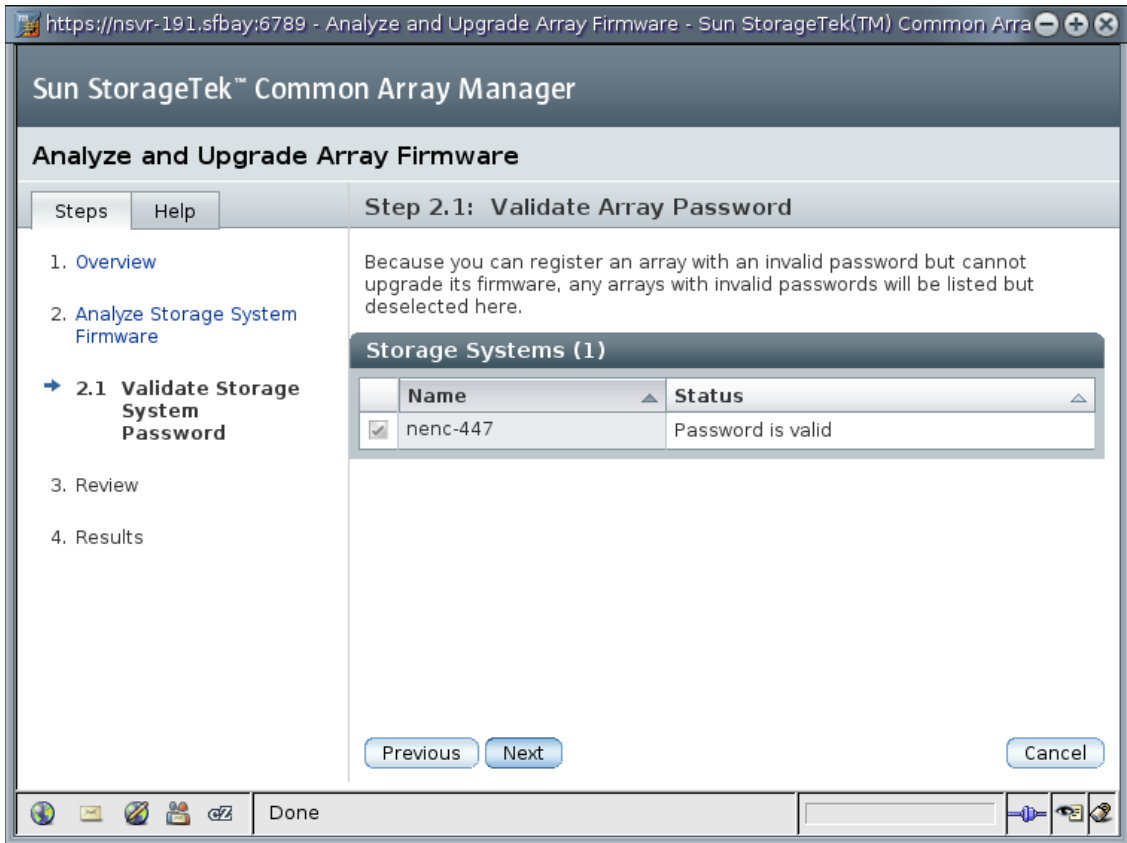 https://nsvr-191.sfbay:6789 - Analyze and Upgrade Array Firmware - Sun StorageTek(TM) Common Arra
Sun StorageTek™ Common Array Manager
Analyze and Upgrade Array Firmware
Steps
Help
1. Overview
2. Analyze Storage System
Firmware
2.1 Validate Storage
System
Password
3. Review
4. Results
Step 2.1: Validate Array Password
Because you can register an array with an invalid password but cannot
upgrade its firmware, any arrays with invalid passwords will be listed but
deselected here.
Storage Systems (1)
Name Status
nenc-447 Password is valid
Previous Next Cancel
Done